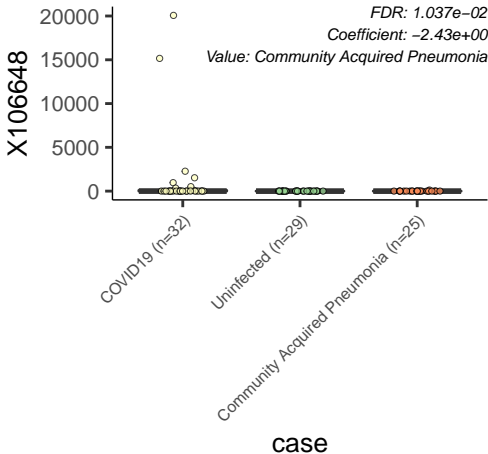 FDR: 1.037e−02
Coefficient: −2.43e+00
Value: Community Acquired Pneumonia
X106648
20000
15000
10000
5000
0
COVID19 (n=32)
Uninfected (n=29)
Community Acquired Pneumonia (n=25)
case